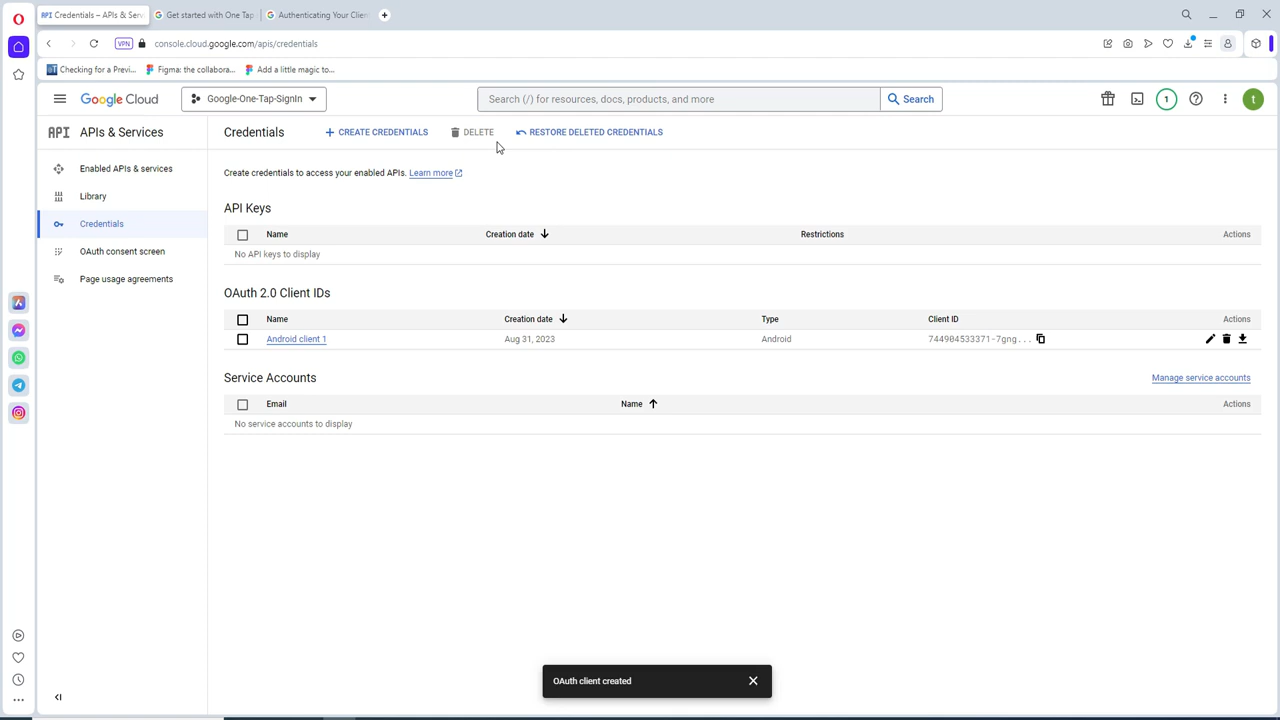 API Credentials – APIs & Serv
Get started with One Tap
Authenticating Your Clie
VPN
console.cloud.google.com/apis/credentials
Checking for a Previ...
Figma: the collabora...
Add a little magic to...
Google Cloud
Google-One-Tap-SignIn
Search (/) for resources, docs, products, and more
Search
1
t
API APIs & Services
Credentials
CREATE CREDENTIALS
DELETE
RESTORE DELETED CREDENTIALS
Enabled APIs & services
Library
Credentials
OAuth consent screen
Page usage agreements
Create credentials to access your enabled APIs. Learn more
API Keys
Name Creation date Restrictions Actions
No API keys to display
OAuth 2.0 Client IDs
Name Creation date Type Client ID Actions
Android client 1 Aug 31, 2023 Android 744904533371-7gng...
Service Accounts
Manage service accounts
Email Name Actions
No service accounts to display
OAuth client created